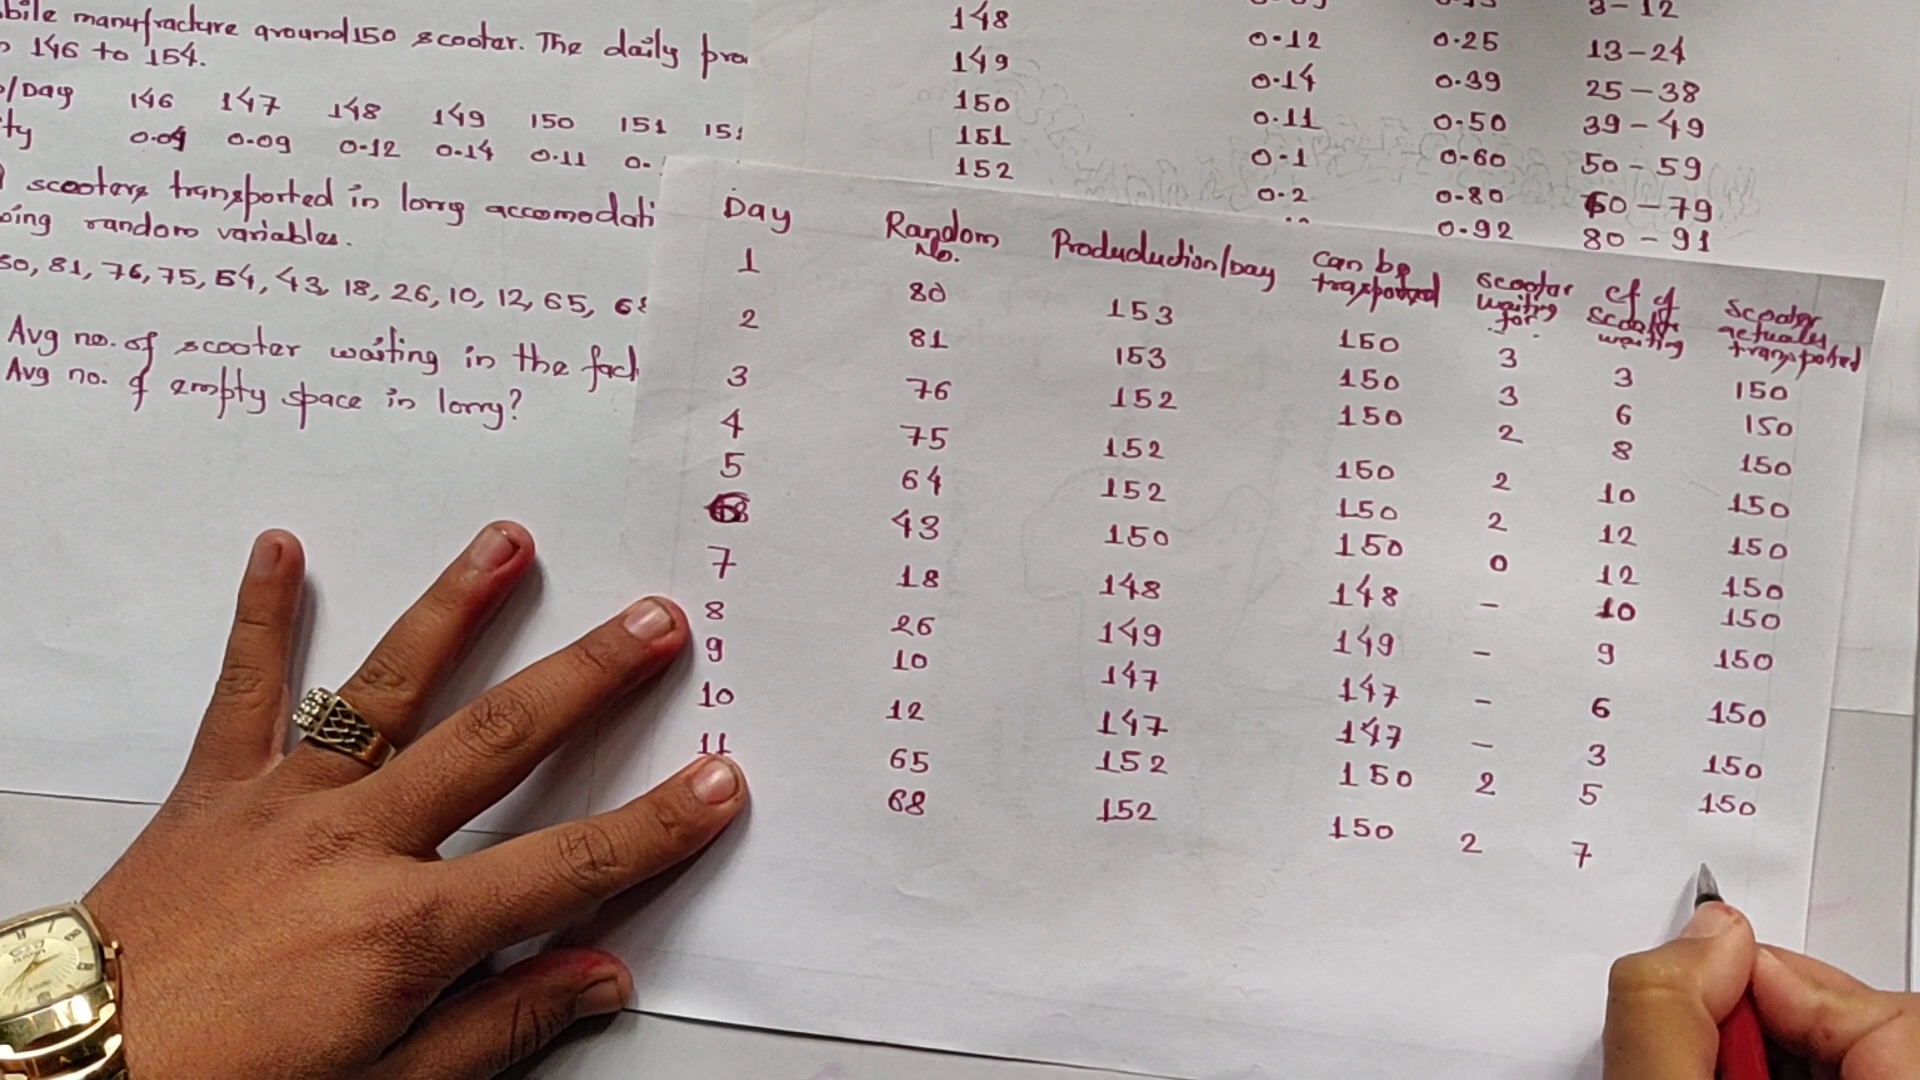 bile manufracture around 150 scooter. The daily
146 to 154.
/Day 146 147 148 149 150 151
ty 0.04 0.09 0.12 0.14 0.11 0.
scooters transported in lorry accomodati
oing random variables.
81, 76, 75, 64, 43, 18, 26, 10, 12, 65,
Avg no. of scooter waiting in the fact
Avg no. of empty space in lorry?
3-12
148 0.12 0.25 13-24
149 0.14 0.39 25-38
150 0.11 0.50 39-49
151 0.1 0.60 50-59
152 0.2 0.80 60-79
0.92 80-91
Day Random No. Produduction/Day can be trasported scooter waiting for cf of scooter waiting scooter actuales transported
1 80 153 150 3 3 150
2 81 153 150 3 6 150
3 76 152 150 2 8 150
4 75 152 150 2 10 150
5 64 152 150 2 12 150
43 150 150 0 12 150
7 18 148 148 - 10 150
8 26 149 149 - 9 150
9 10 147 147 - 6 150
10 12 147 147 - 3 150
11 65 152 150 2 5 150
68 152 150 2 7